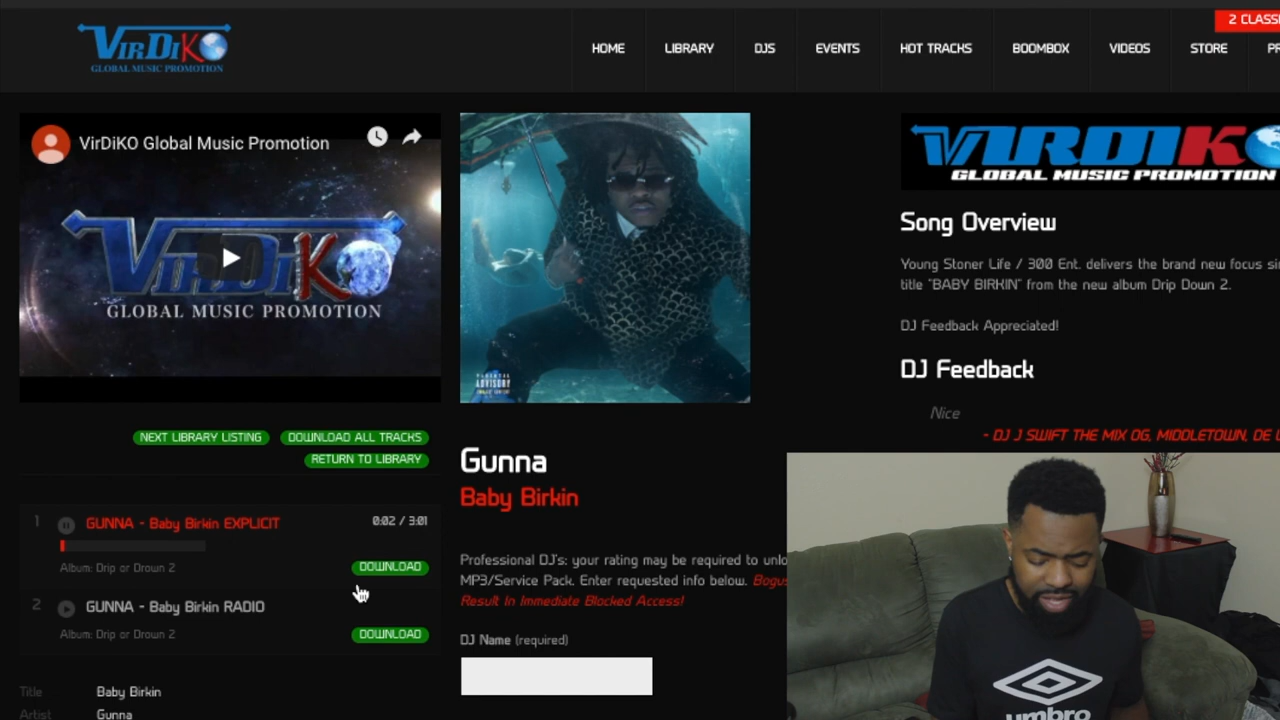 VIRDIKO
GLOBAL MUSIC PROMOTION
HOME
LIBRARY
DJS
EVENTS
HOT TRACKS
BOOMBOX
VIDEOS
STORE
2 CLASS
VirDiKO Global Music Promotion
VIRDIKO
GLOBAL MUSIC PROMOTION
NEXT LIBRARY LISTING
DOWNLOAD ALL TRACKS
RETURN TO LIBRARY
1
GUNNA - Baby Birkin EXPLICIT
0:02 / 3:01
Album: Drip or Drown 2
DOWNLOAD
2
GUNNA - Baby Birkin RADIO
Album: Drip or Drown 2
DOWNLOAD
Title Baby Birkin
Artist Gunna
PARENTAL
ADVISORY
EXPLICIT CONTENT
Gunna
Baby Birkin
Professional DJ's: your rating may be required to unlo
MP3/Service Pack. Enter requested info below. Bogus
Result In Immediate Blocked Access!
DJ Name (required)
VIRDIKO
GLOBAL MUSIC PROMOTION
Song Overview
Young Stoner Life / 300 Ent. delivers the brand new focus si
title "BABY BIRKIN" from the new album Drip Down 2.
DJ Feedback Appreciated!
DJ Feedback
Nice
- DJ J SWIFT THE MIX OG, MIDDLETOWN, DE
umbro